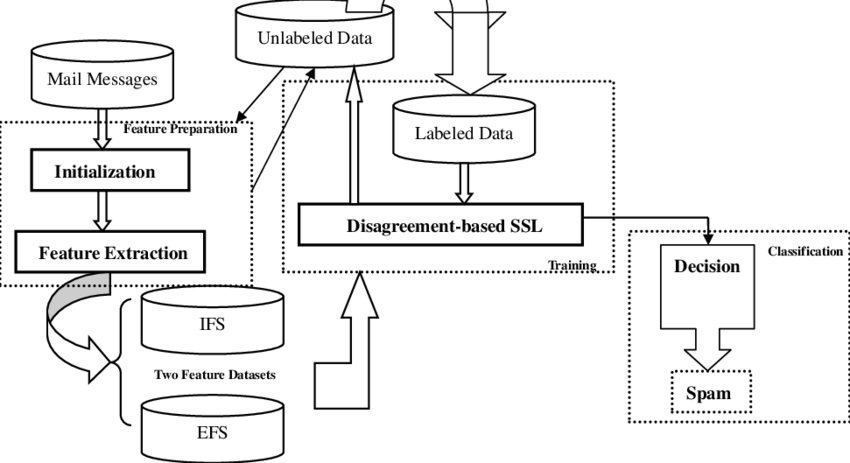 Unlabeled Data
Mail Messages
Feature Preparation
Labeled Data
Initialization
Disagreement-based SSL
Feature Extraction
Training
Classification
Decision
IFS
Two Feature Datasets
Spam
EFS